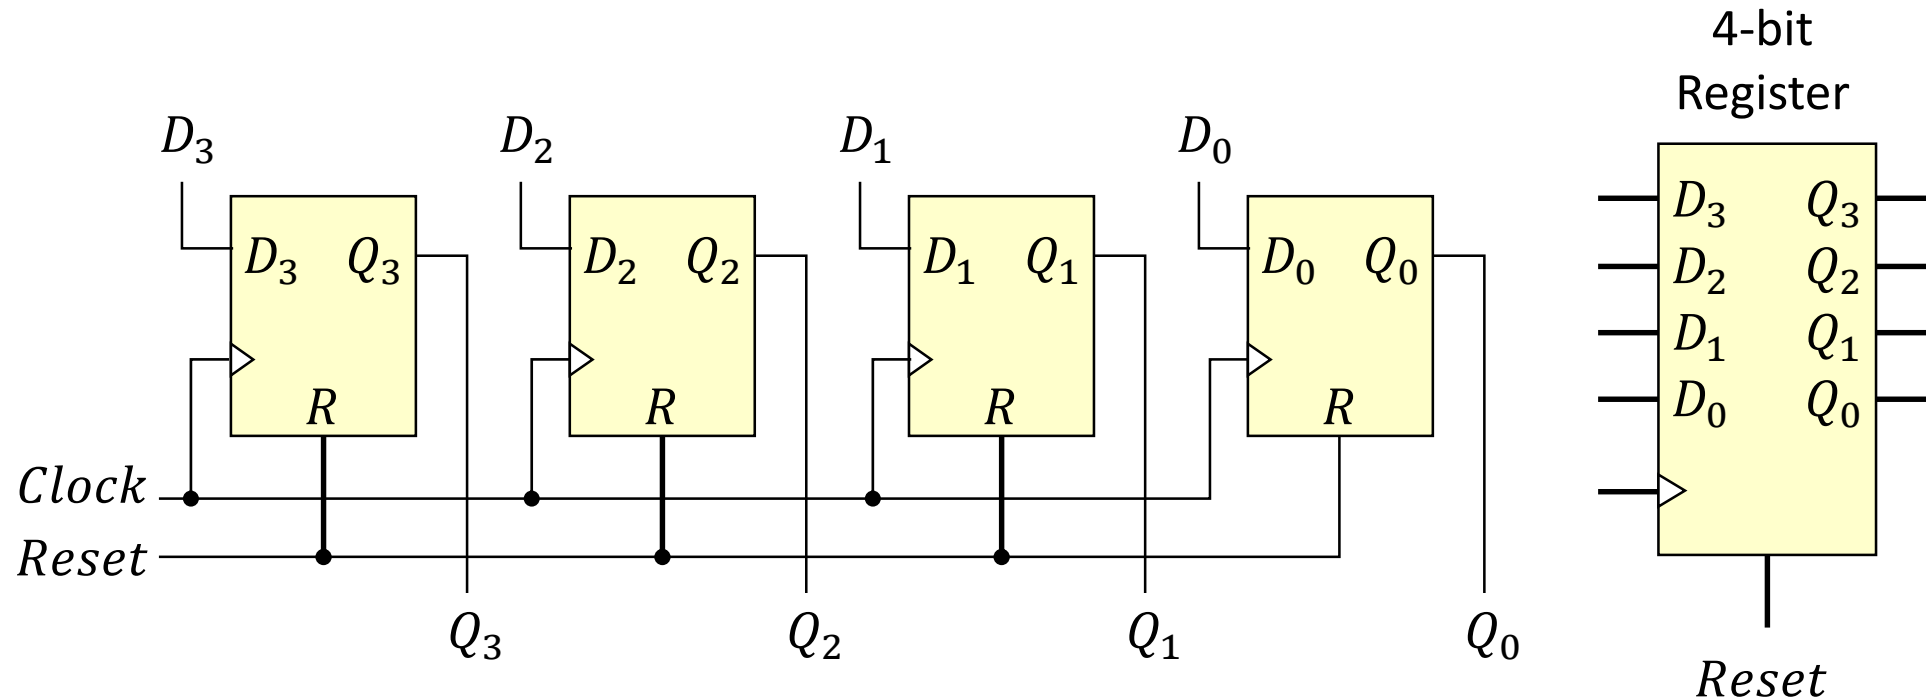 4-bit
Register
D₃ D₂ D₁ D₀
D₃ Q₃ D₂ Q₂ D₁ Q₁ D₀ Q₀
R R R R
Clock
Reset
Q₃ Q₂ Q₁ Q₀
D₃ Q₃
D₂ Q₂
D₁ Q₁
D₀ Q₀
Reset